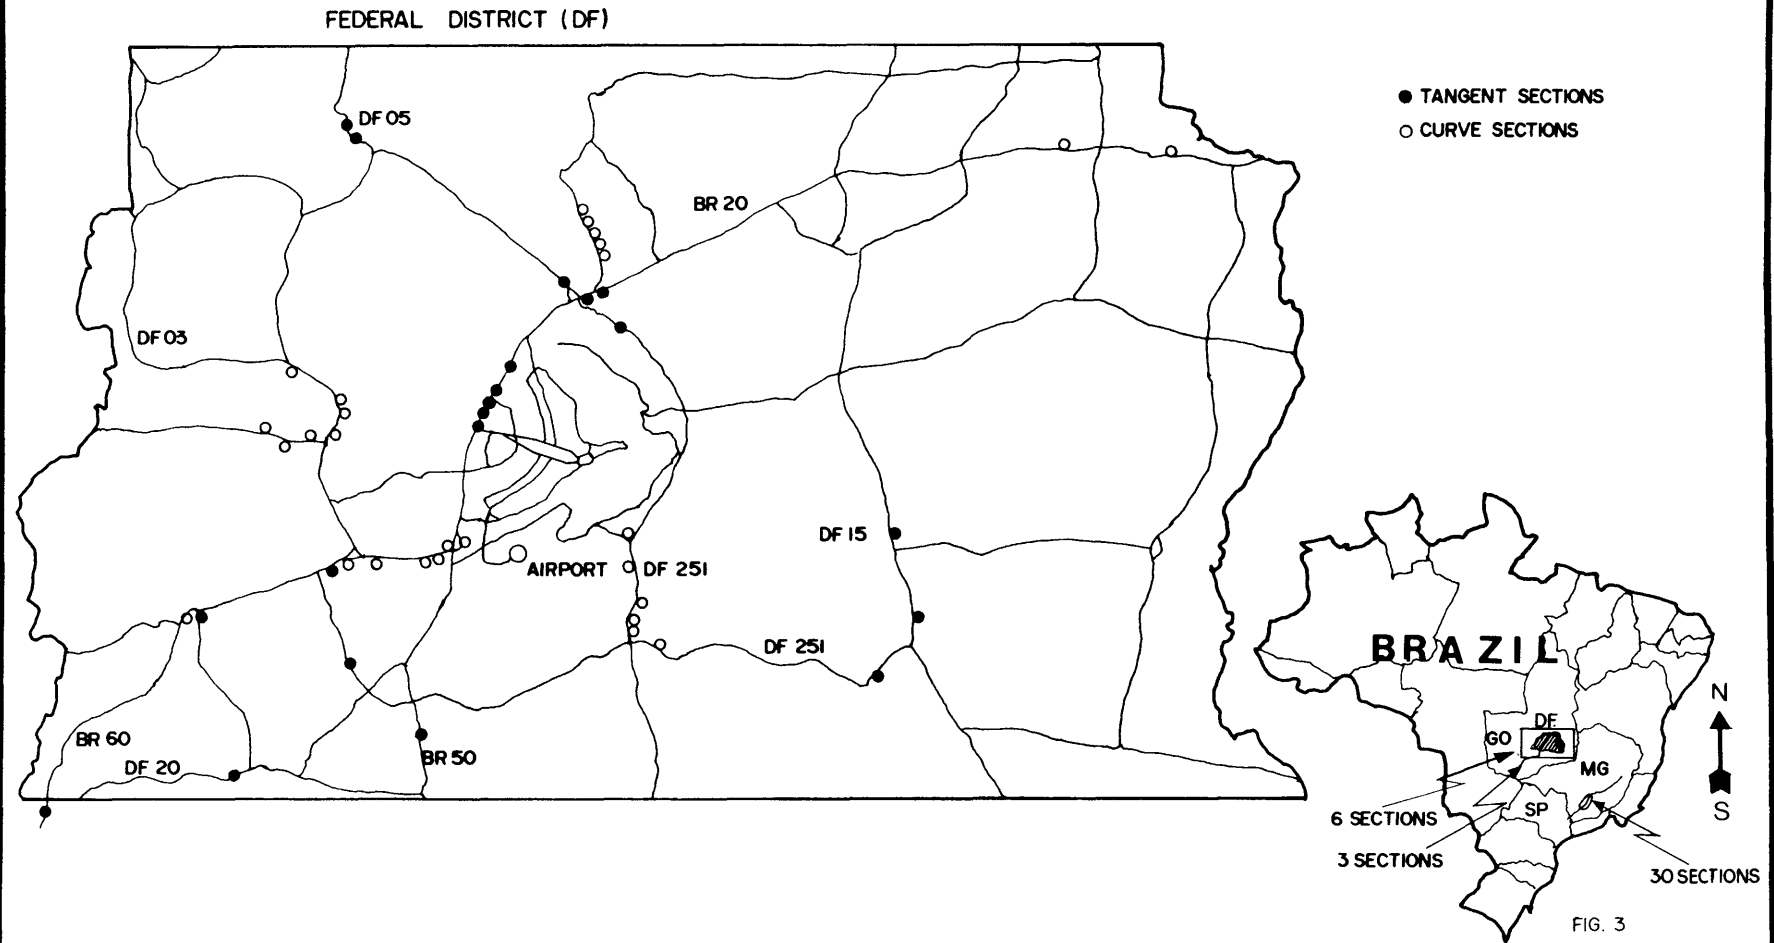 FEDERAL DISTRICT (DF)
TANGENT SECTIONS
CURVE SECTIONS
DF 05
BR 20
DF 03
DF 15
AIRPORT
DF 251
DF 251
BR 60
DF 20
BR 50
BRAZIL
N
S
DF.
GO
MG
SP
6 SECTIONS
3 SECTIONS
30 SECTIONS
FIG. 3